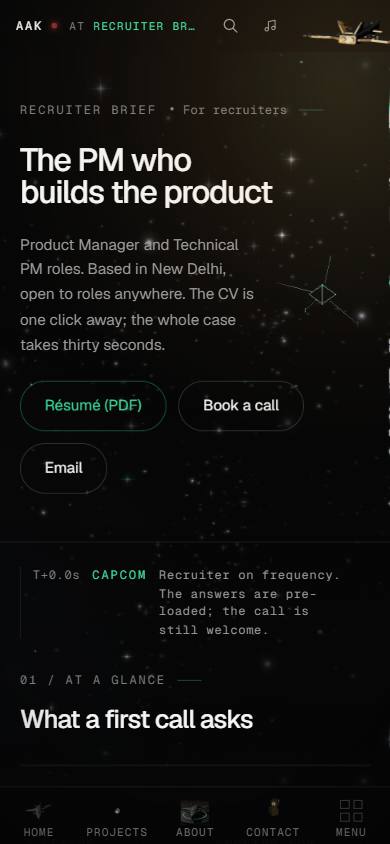 AAK AT RECRUITER BR…
RECRUITER BRIEF • For recruiters
The PM who
builds the product
Product Manager and Technical
PM roles. Based in New Delhi,
open to roles anywhere. The CV is
one click away; the whole case
takes thirty seconds.
Résumé (PDF) Book a call
Email
T+0.0s CAPCOM Recruiter on frequency.
The answers are pre-
loaded; the call is
still welcome.
01 / AT A GLANCE
What a first call asks
HOME PROJECTS ABOUT CONTACT MENU